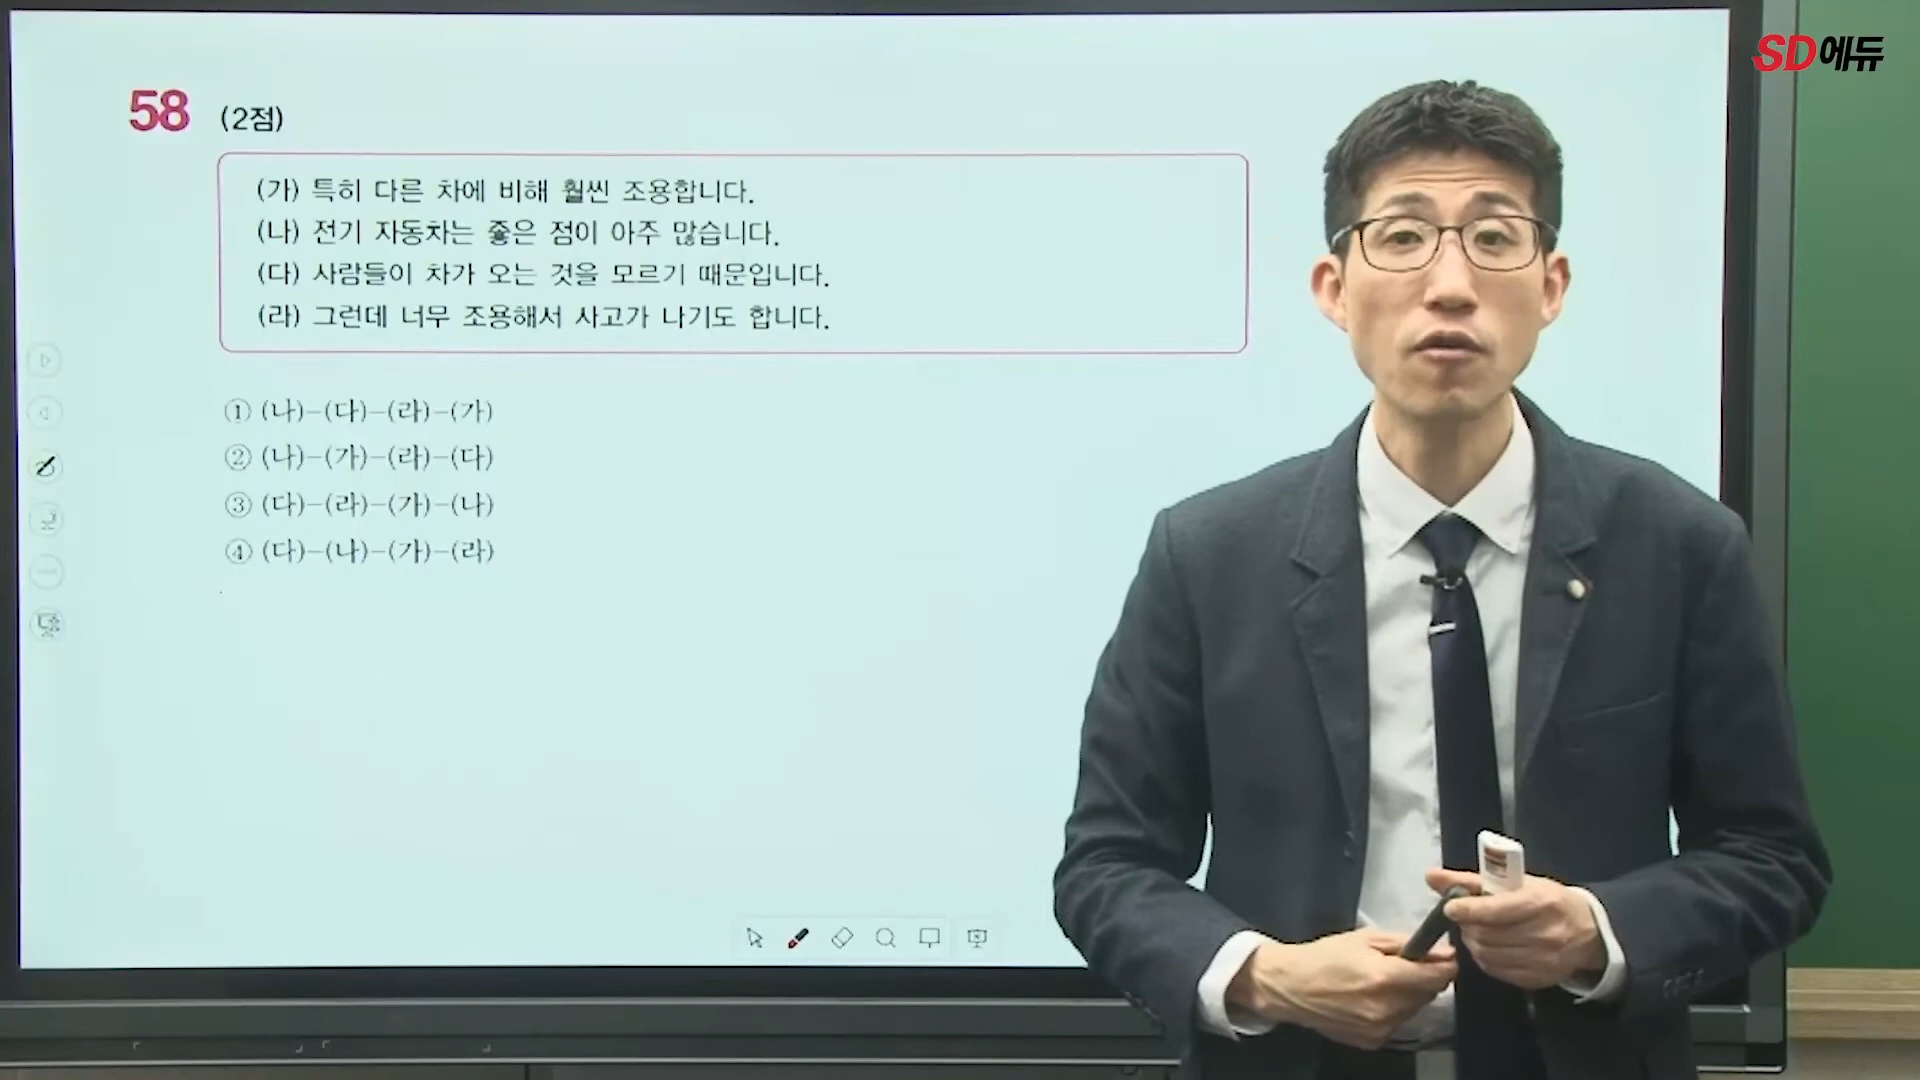 SD에듀
58 (2점)
(가) 특히 다른 차에 비해 훨씬 조용합니다.
(나) 전기 자동차는 좋은 점이 아주 많습니다.
(다) 사람들이 차가 오는 것을 모르기 때문입니다.
(라) 그런데 너무 조용해서 사고가 나기도 합니다.
① (나)-(다)-(라)-(가)
② (나)-(가)-(라)-(다)
③ (다)-(라)-(가)-(나)
④ (다)-(나)-(가)-(라)